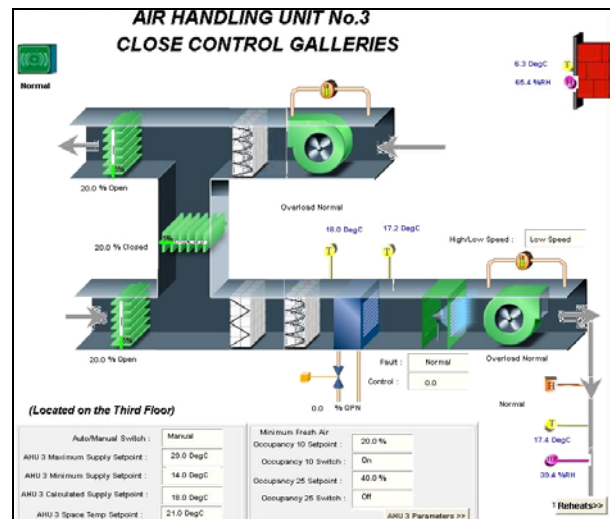 AIR HANDLING UNIT No.3
CLOSE CONTROL GALLERIES
Normal
6.3 DegC
T
65.4 %RH
H
20.0 % Open
Overload Normal
20.0 % Closed
18.0 DegC
17.2 DegC
T
T
High/Low Speed :
Low Speed
20.0 % Open
Fault :
Normal
Overload Normal
Control :
0.0
0.0 % OPN
H
Normal
T
17.4 DegC
H
39.4 %RH
(Located on the Third Floor)
Auto/Manual Switch :
Manual
AHU 3 Maximum Supply Setpoint :
29.0 DegC
AHU 3 Minimum Supply Setpoint :
14.0 DegC
AHU 3 Calculated Supply Setpoint :
18.0 DegC
AHU 3 Space Temp Setpoint :
21.0 DegC
Minimum Fresh Air
Occupancy 10 Setpoint :
20.0 %
Occupancy 10 Switch :
On
Occupancy 25 Setpoint :
40.0 %
Occupancy 25 Switch :
Off
AHU 3 Parameters >>
Reheats>>